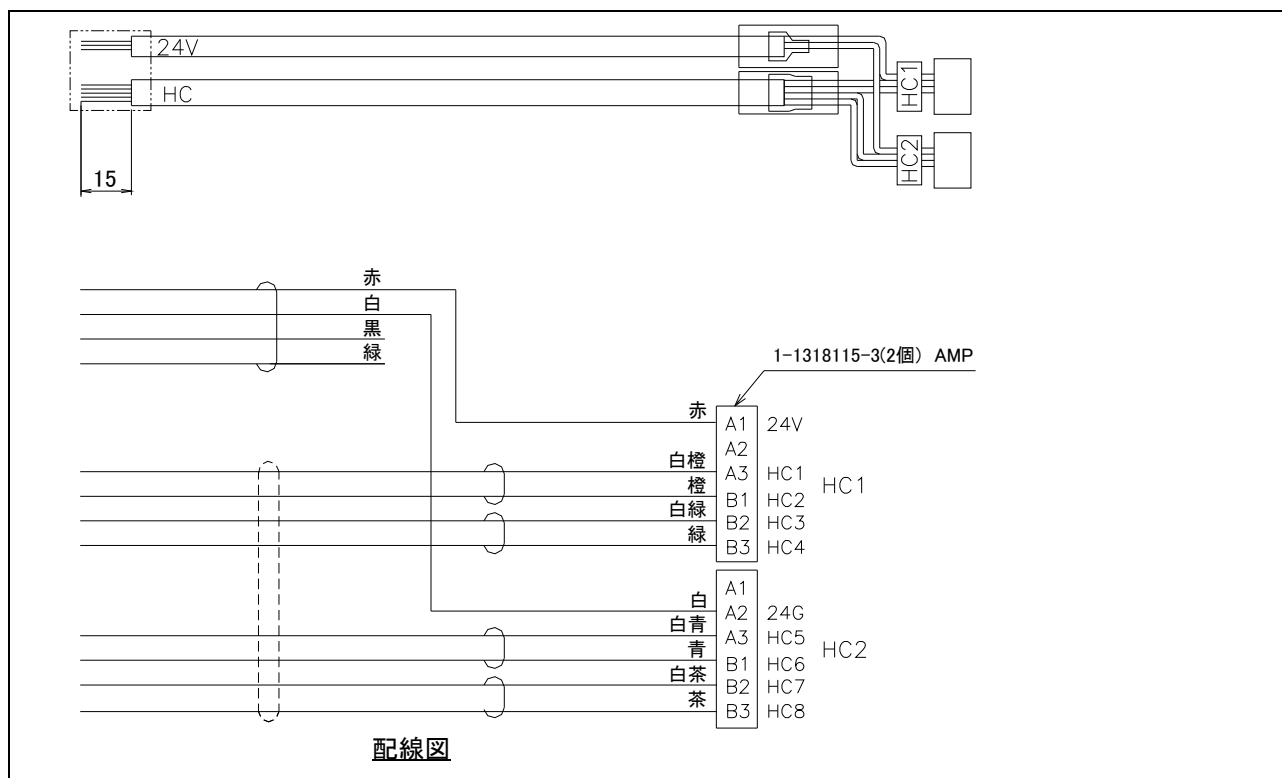 24V
HC
HC1
HC2
15
赤
白
黒
緑
1-1318115-3(2個) AMP
赤 A1 24V
A2
白橙 A3 HC1
橙 B1 HC2
白緑 B2 HC3
緑 B3 HC4
HC1
A1
白 A2 24G
白青 A3 HC5
青 B1 HC6
白茶 B2 HC7
茶 B3 HC8
HC2
配線図